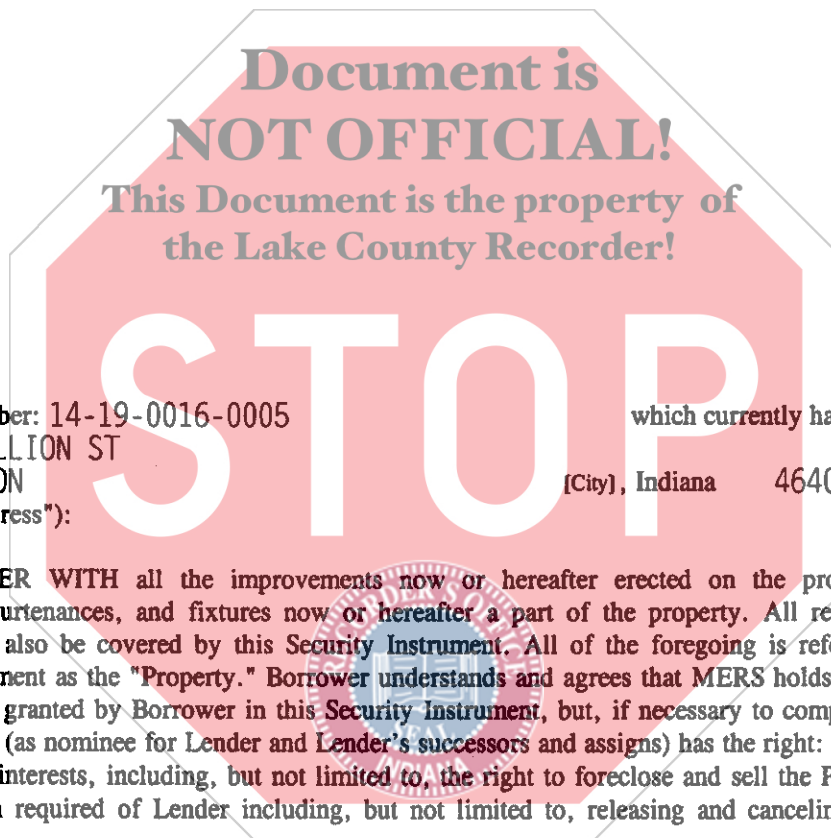 Document is
NOT OFFICIAL!
This Document is the property of
the Lake County Recorder!
STOP
ber: 14-19-0016-0005 which currently ha
LLION ST
ON [City], Indiana 4640
ress"):
ER WITH all the improvements now or hereafter erected on the pro
urtenances, and fixtures now or hereafter a part of the property. All re
also be covered by this Security Instrument. All of the foregoing is refe
ment as the "Property." Borrower understands and agrees that MERS holds
granted by Borrower in this Security Instrument, but, if necessary to comp
(as nominee for Lender and Lender's successors and assigns) has the right:
interests, including, but not limited to, the right to foreclose and sell the P
required of Lender including, but not limited to, releasing and cancelin
RECORDER'S OFFICE
SEAL
INDIANA